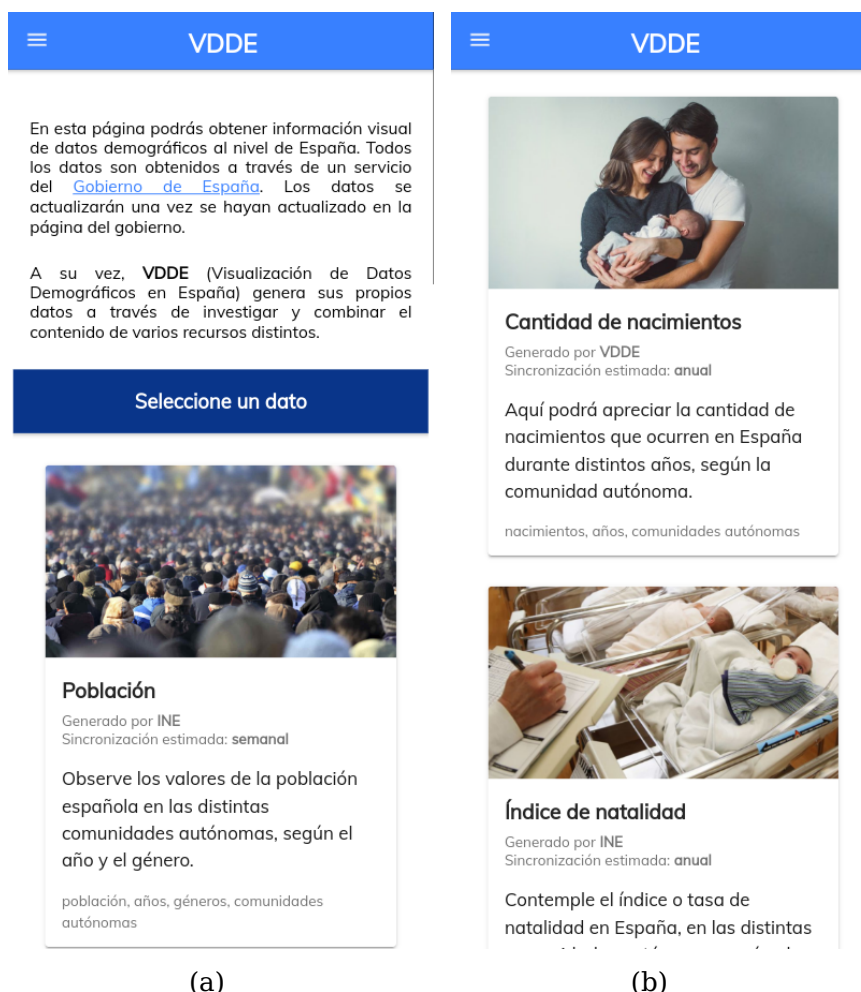 VDDE
En esta página podrás obtener información visual
de datos demográficos al nivel de España. Todos
los datos son obtenidos a través de un servicio
del Gobierno de España. Los datos se
actualizarán una vez se hayan actualizado en la
página del gobierno.
A su vez, VDDE (Visualización de Datos
Demográficos en España) genera sus propios
datos a través de investigar y combinar el
contenido de varios recursos distintos.
Seleccione un dato
Población
Generado por INE
Sincronización estimada: semanal
Observe los valores de la población
española en las distintas
comunidades autónomas, según el
año y el género.
población, años, géneros, comunidades
autónomas
(a)
VDDE
Cantidad de nacimientos
Generado por VDDE
Sincronización estimada: anual
Aquí podrá apreciar la cantidad de
nacimientos que ocurren en España
durante distintos años, según la
comunidad autónoma.
nacimientos, años, comunidades autónomas
Índice de natalidad
Generado por INE
Sincronización estimada: anual
Contemple el índice o tasa de
natalidad en España, en las distintas
(b)